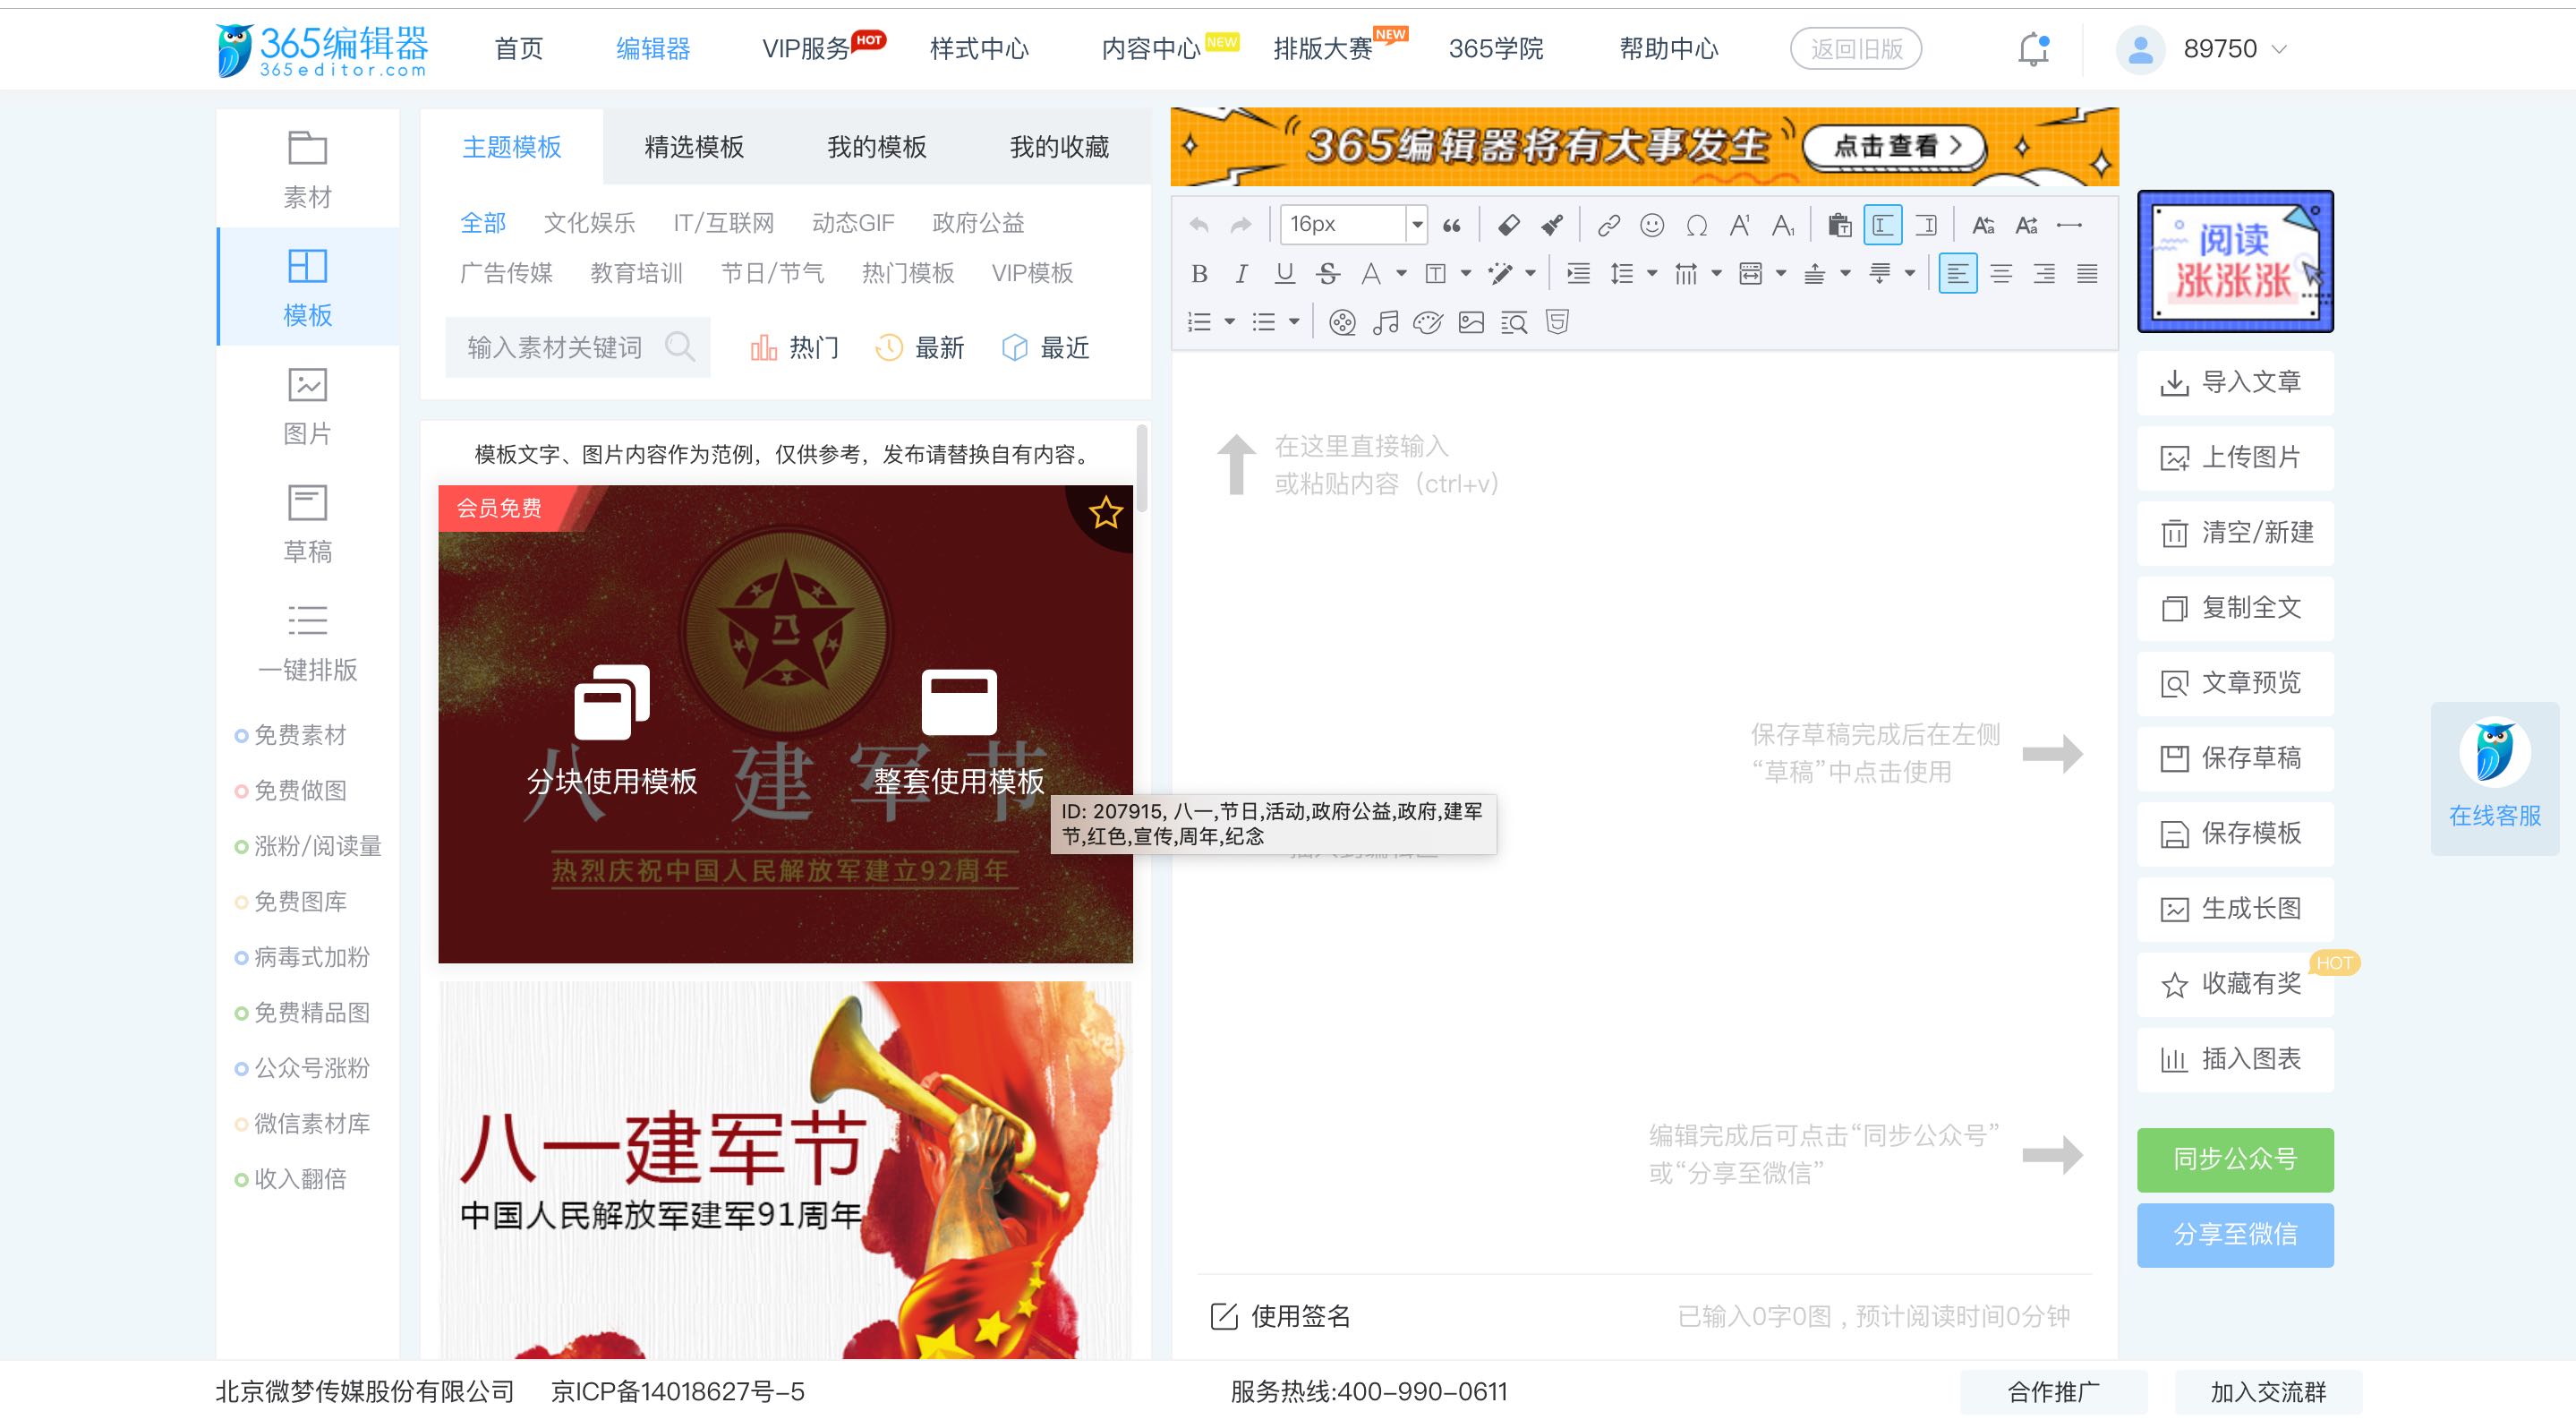 365编辑器
365editor.com
首页
编辑器
VIP服务
HOT
样式中心
内容中心
NEW
排版大赛
NEW
365学院
帮助中心
返回旧版
89750
素材
模板
图片
草稿
一键排版
免费素材
免费做图
涨粉/阅读量
免费图库
病毒式加粉
免费精品图
公众号涨粉
微信素材库
收入翻倍
主题模板
精选模板
我的模板
我的收藏
全部 文化娱乐 IT/互联网 动态GIF 政府公益
广告传媒 教育培训 节日/节气 热门模板 VIP模板
输入素材关键词
热门
最新
最近
模板文字、图片内容作为范例，仅供参考，发布请替换自有内容。
会员免费
八
八一建军节
分块使用模板
整套使用模板
热烈庆祝中国人民解放军建立92周年
ID: 207915, 八一,节日,活动,政府公益,政府,建军
节,红色,宣传,周年,纪念
八一建军节
中国人民解放军建军91周年
365编辑器将有大事发生
点击查看
16px
在这里直接输入
或粘贴内容（ctrl+v）
保存草稿完成后在左侧
“草稿”中点击使用
编辑完成后可点击“同步公众号”
或“分享至微信”
使用签名
已输入0字0图，预计阅读时间0分钟
阅读
涨涨涨
导入文章
上传图片
清空/新建
复制全文
文章预览
保存草稿
保存模板
生成长图
收藏有奖
HOT
插入图表
同步公众号
分享至微信
在线客服
北京微梦传媒股份有限公司
京ICP备14018627号-5
服务热线:400-990-0611
合作推广
加入交流群